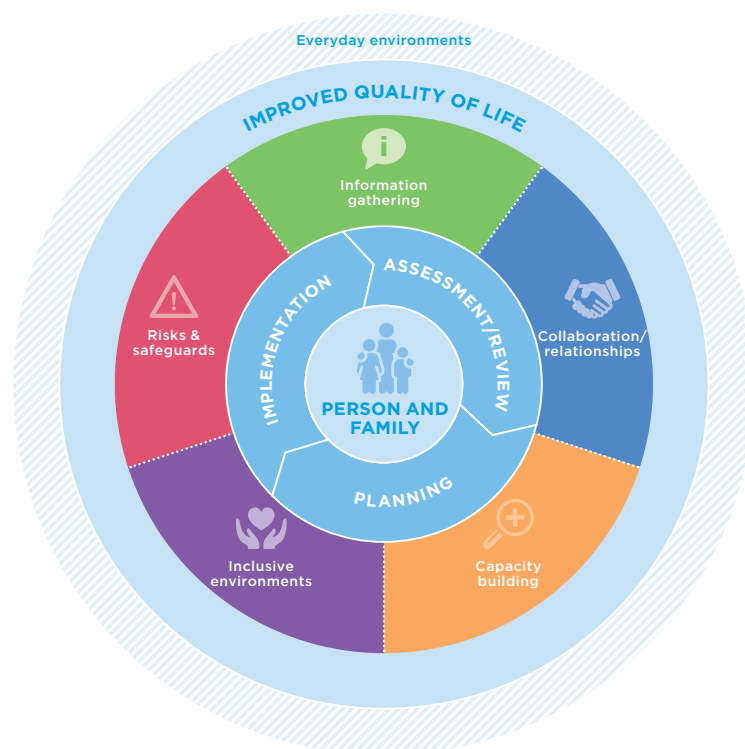 Everyday environments
IMPROVED QUALITY OF LIFE
i
Information
gathering
ASSESSMENT/REVIEW
IMPLEMENTATION
Risks &
safeguards
Collaboration/
relationships
PERSON AND
FAMILY
PLANNING
Inclusive
environments
Capacity
building